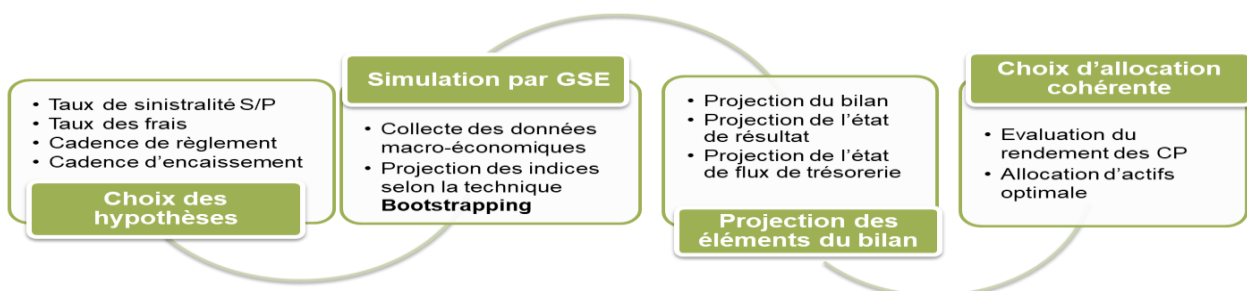 • Taux de sinistralité S/P
• Taux des frais
• Cadence de règlement
• Cadence d'encaissement
Choix des
hypothèses
Simulation par GSE
• Collecte des données
macro-économiques
• Projection des indices
selon la technique
Bootstrapping
• Projection du bilan
• Projection de l'état
de résultat
• Projection de l'état
de flux de trésorerie
Projection des
éléments du bilan
Choix d'allocation
cohérente
• Evaluation du
rendement des CP
• Allocation d'actifs
optimale